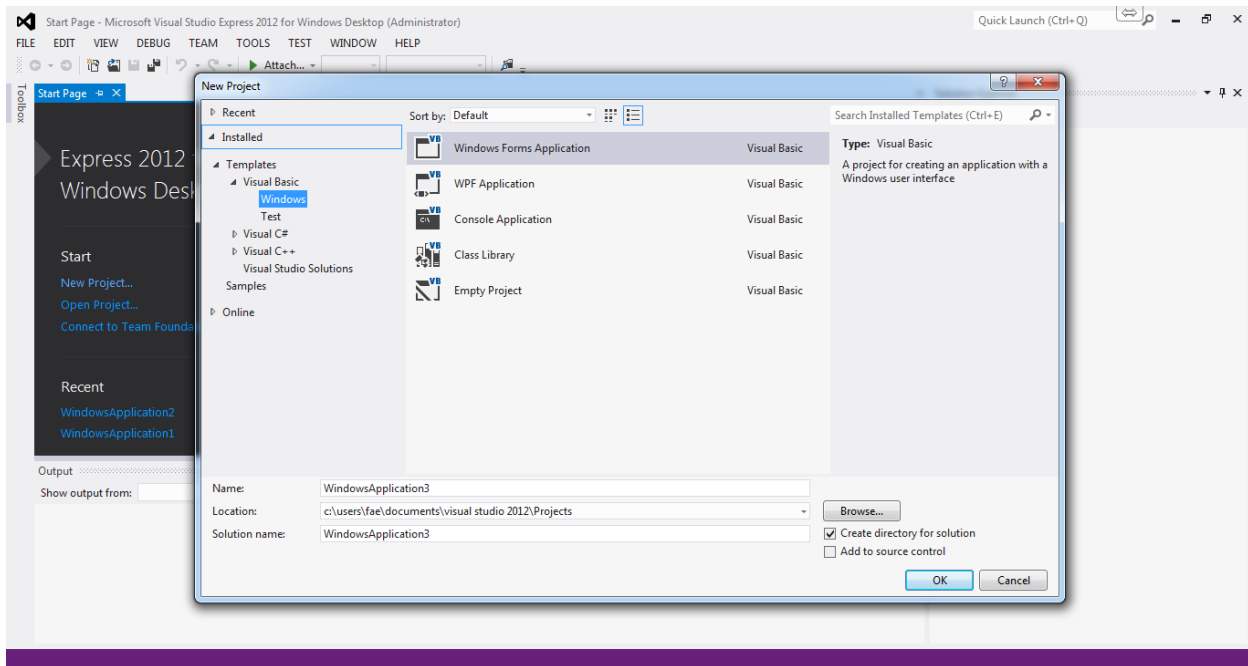 Start Page - Microsoft Visual Studio Express 2012 for Windows Desktop (Administrator)
Quick Launch (Ctrl+Q)
FILE EDIT VIEW DEBUG TEAM TOOLS TEST WINDOW HELP
Attach...
Toolbox
Start Page
Express 2012
Windows Des
Start
New Project...
Open Project...
Connect to Team Founda
Recent
WindowsApplication2
WindowsApplication1
Output
Show output from:
New Project
Recent
Installed
Templates
Visual Basic
Windows
Test
Visual C#
Visual C++
Visual Studio Solutions
Samples
Online
Sort by: Default
VB Windows Forms Application Visual Basic
VB WPF Application Visual Basic
VB C:\ Console Application Visual Basic
VB Class Library Visual Basic
VB Empty Project Visual Basic
Search Installed Templates (Ctrl+E)
Type: Visual Basic
A project for creating an application with a
Windows user interface
Name: WindowsApplication3
Location: c:\users\fae\documents\visual studio 2012\Projects
Browse...
Solution name: WindowsApplication3
Create directory for solution
Add to source control
OK Cancel